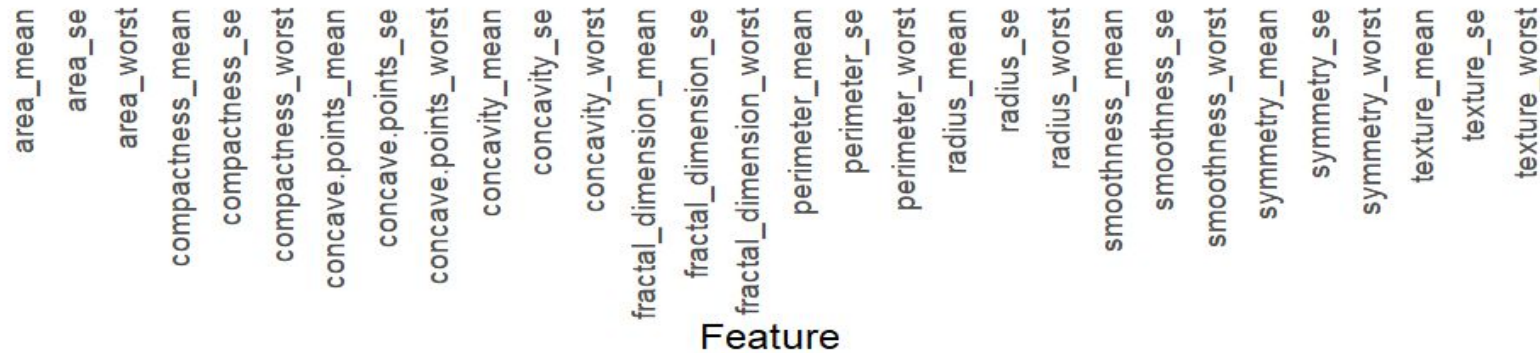 area_mean
area_se
area_worst
compactness_mean
compactness_se
compactness_worst
concave.points_mean
concave.points_se
concave.points_worst
concavity_mean
concavity_se
concavity_worst
fractal_dimension_mean
fractal_dimension_se
fractal_dimension_worst
perimeter_mean
perimeter_se
perimeter_worst
radius_mean
radius_se
radius_worst
smoothness_mean
smoothness_se
smoothness_worst
symmetry_mean
symmetry_se
symmetry_worst
texture_mean
texture_se
texture_worst
Feature